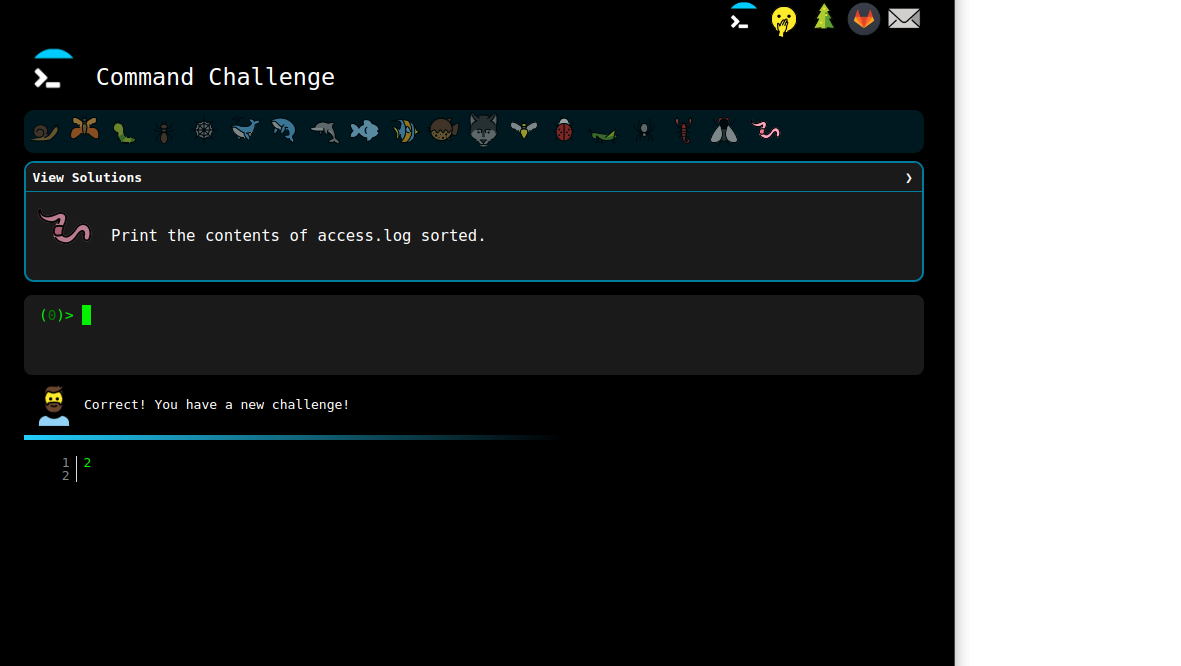 Command Challenge
View Solutions ❯
Print the contents of access.log sorted.
(0)>
Correct! You have a new challenge!
1 2
2